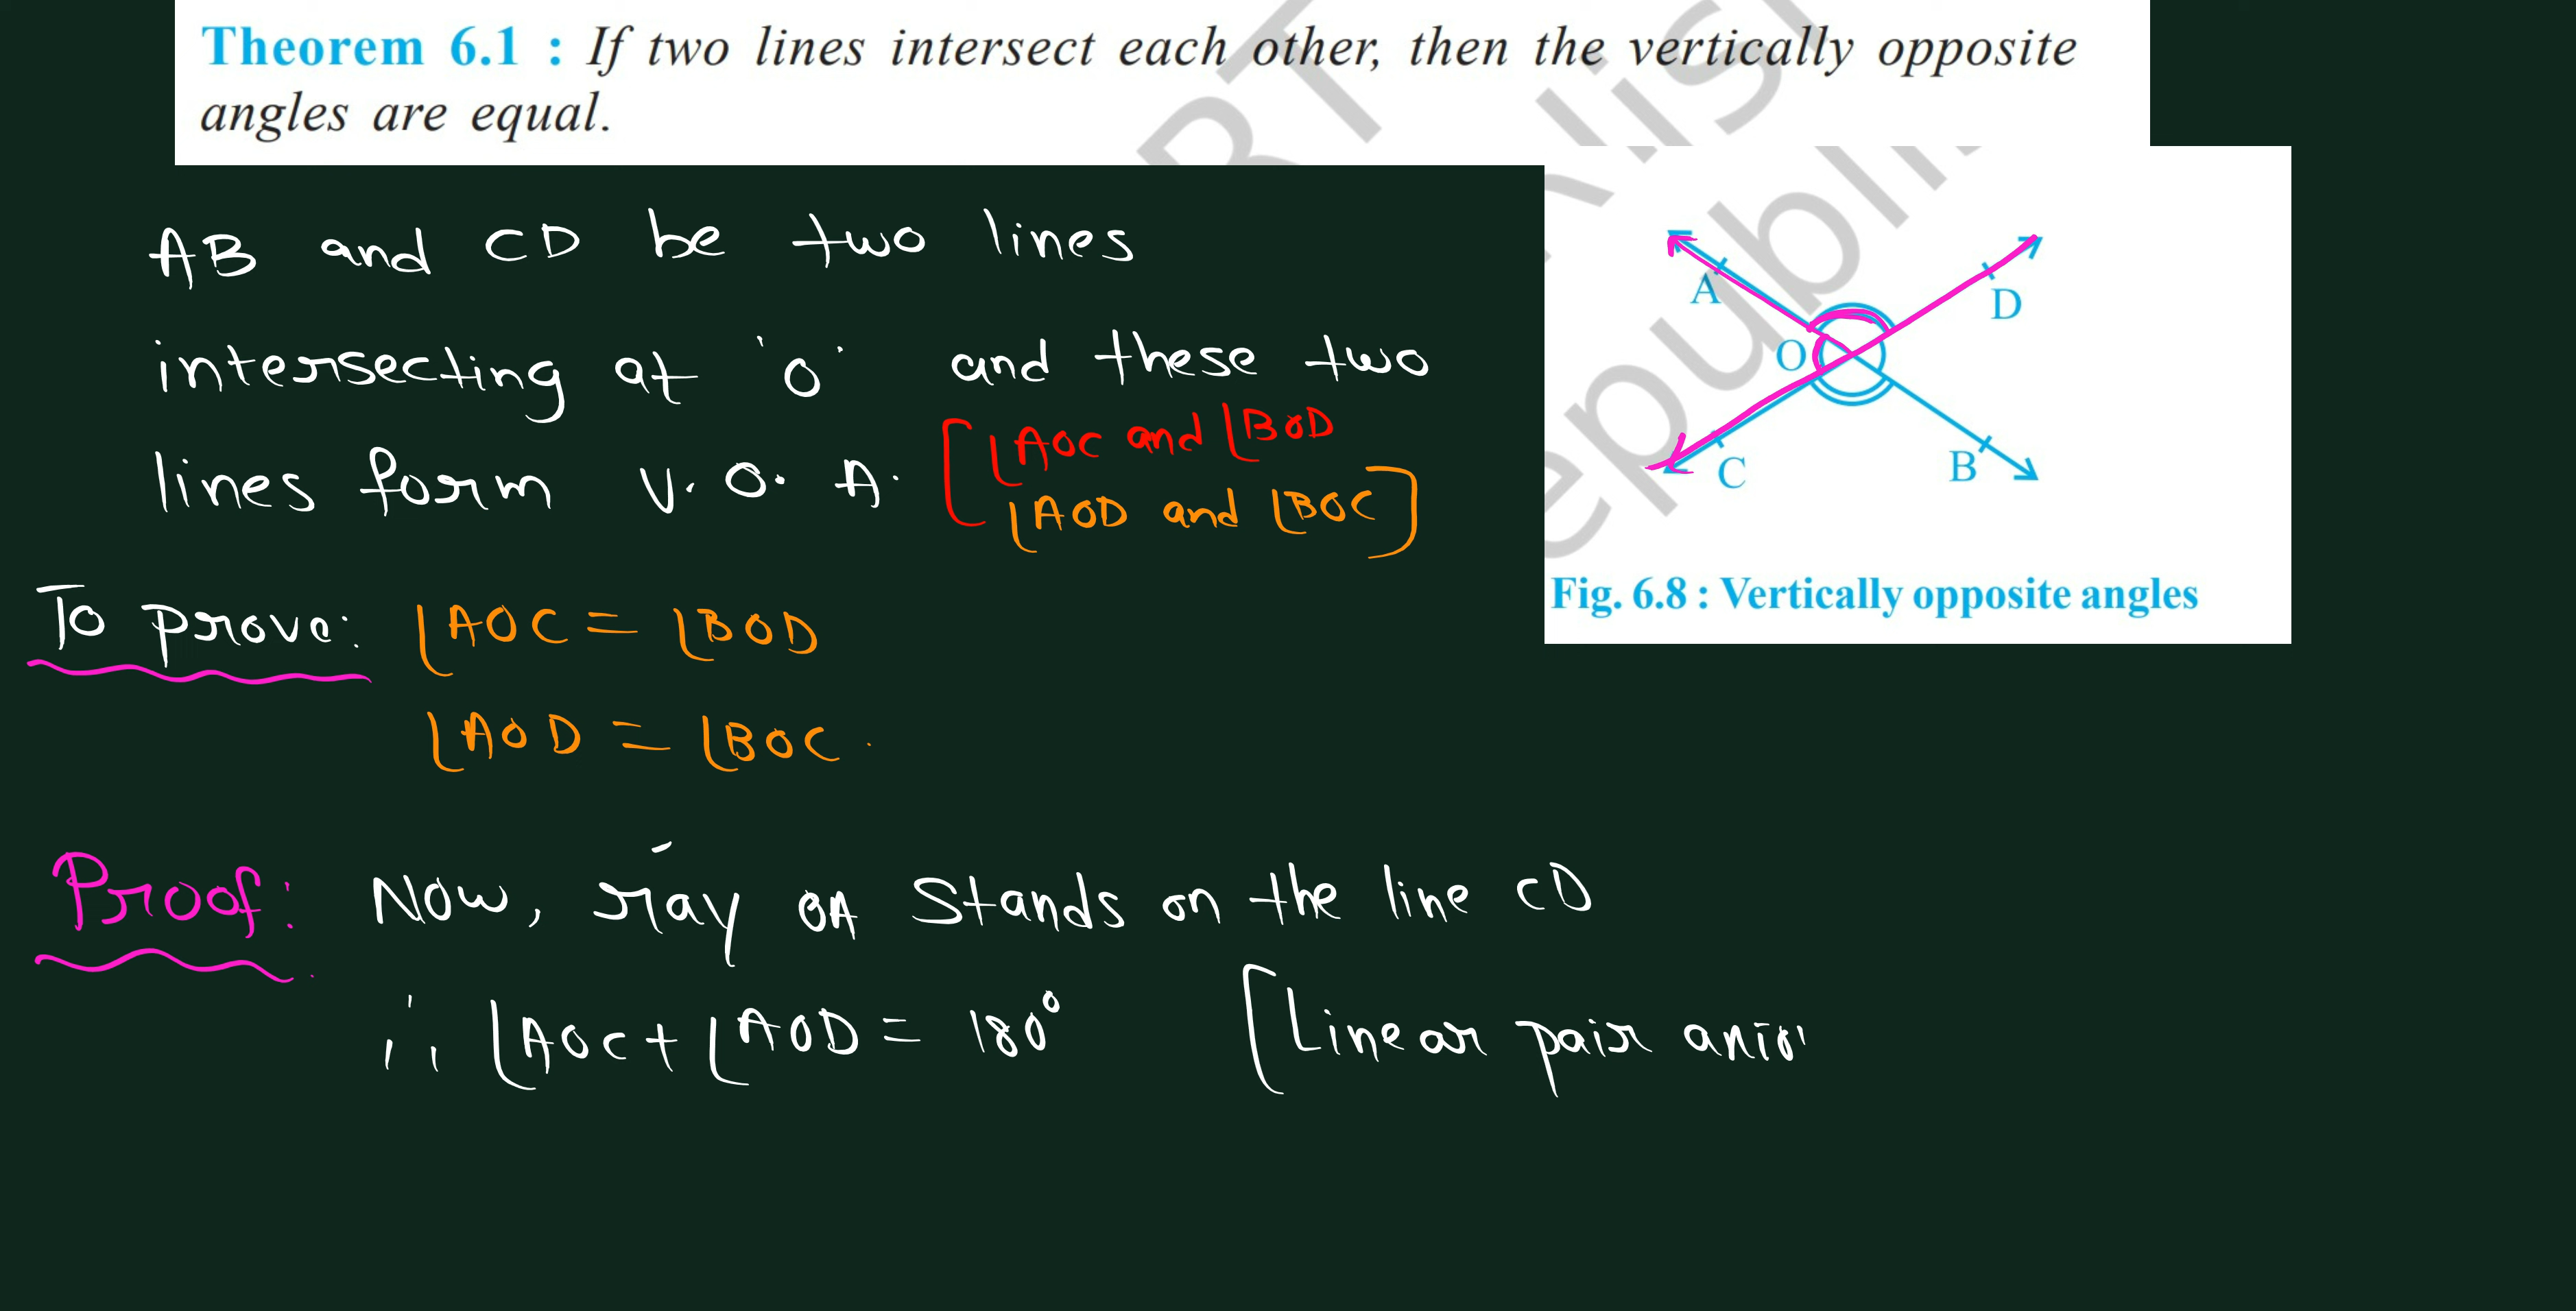 Theorem 6.1 : If two lines intersect each other, then the vertically opposite
angles are equal.
AB and CD be two lines
intersecting at 'O' and these two
lines form V.O.A. [∠AOC and ∠BOD
∠AOD and ∠BOC]
A
D
O
C
B
Fig. 6.8 : Vertically opposite angles
To prove: ∠AOC = ∠BOD
∠AOD = ∠BOC.
Proof: Now, ray OA stands on the line CD
∴ ∠AOC + ∠AOD = 180° [Linear pair